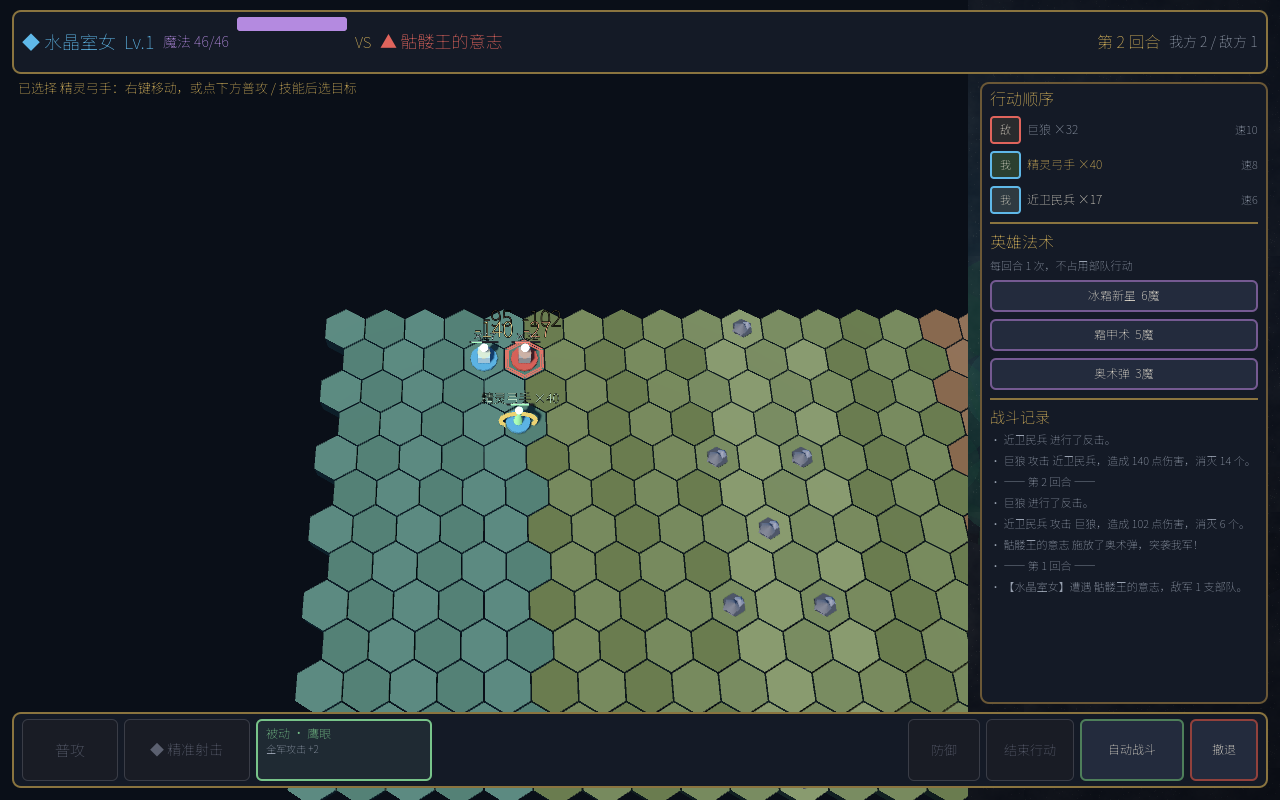 ◆ 水晶室女 Lv.1 魔法 46/46 VS ▲ 骷髅王的意志 第 2 回合 我方 2 / 敌方 1
已选择 精灵弓手：右键移动，或点下方普攻 / 技能后选目标
行动顺序
敌 巨狼 ×32 速10
我 精灵弓手 ×40 速8
我 近卫民兵 ×17 速6
英雄法术
每回合 1 次，不占用部队行动
冰霜新星 6魔
霜甲术 5魔
奥术弹 3魔
战斗记录
· 近卫民兵 进行了反击。
· 巨狼 攻击 近卫民兵，造成 140 点伤害，消灭 14 个。
· —— 第 2 回合 ——
· 巨狼 进行了反击。
· 近卫民兵 攻击 巨狼，造成 102 点伤害，消灭 6 个。
· 骷髅王的意志 施放了奥术弹，突袭我军！
· —— 第 1 回合 ——
· 【水晶室女】遭遇 骷髅王的意志，敌军 1 支部队。
-102
精灵弓手 ×40
普攻
◆ 精准射击
被动 · 鹰眼
全军攻击 +2
防御
结束行动
自动战斗
撤退